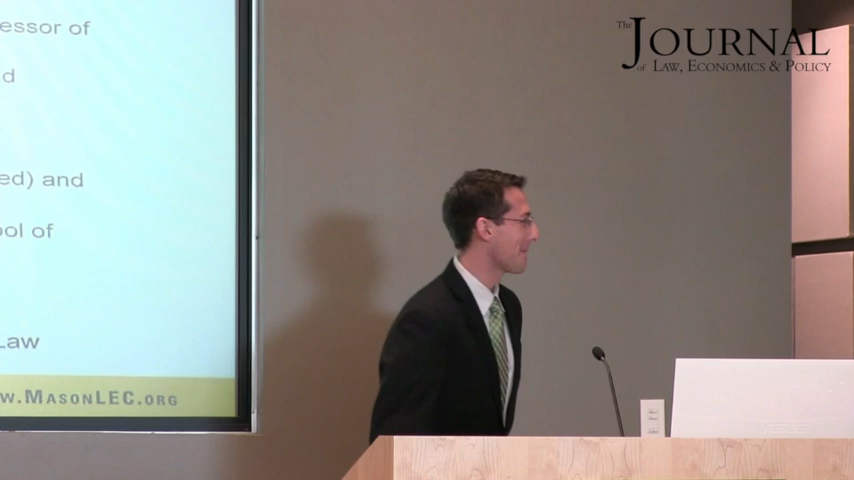 essor of
d
ed) and
ool of
Law
w.MasonLEC.org
The Journal
of Law, Economics & Policy